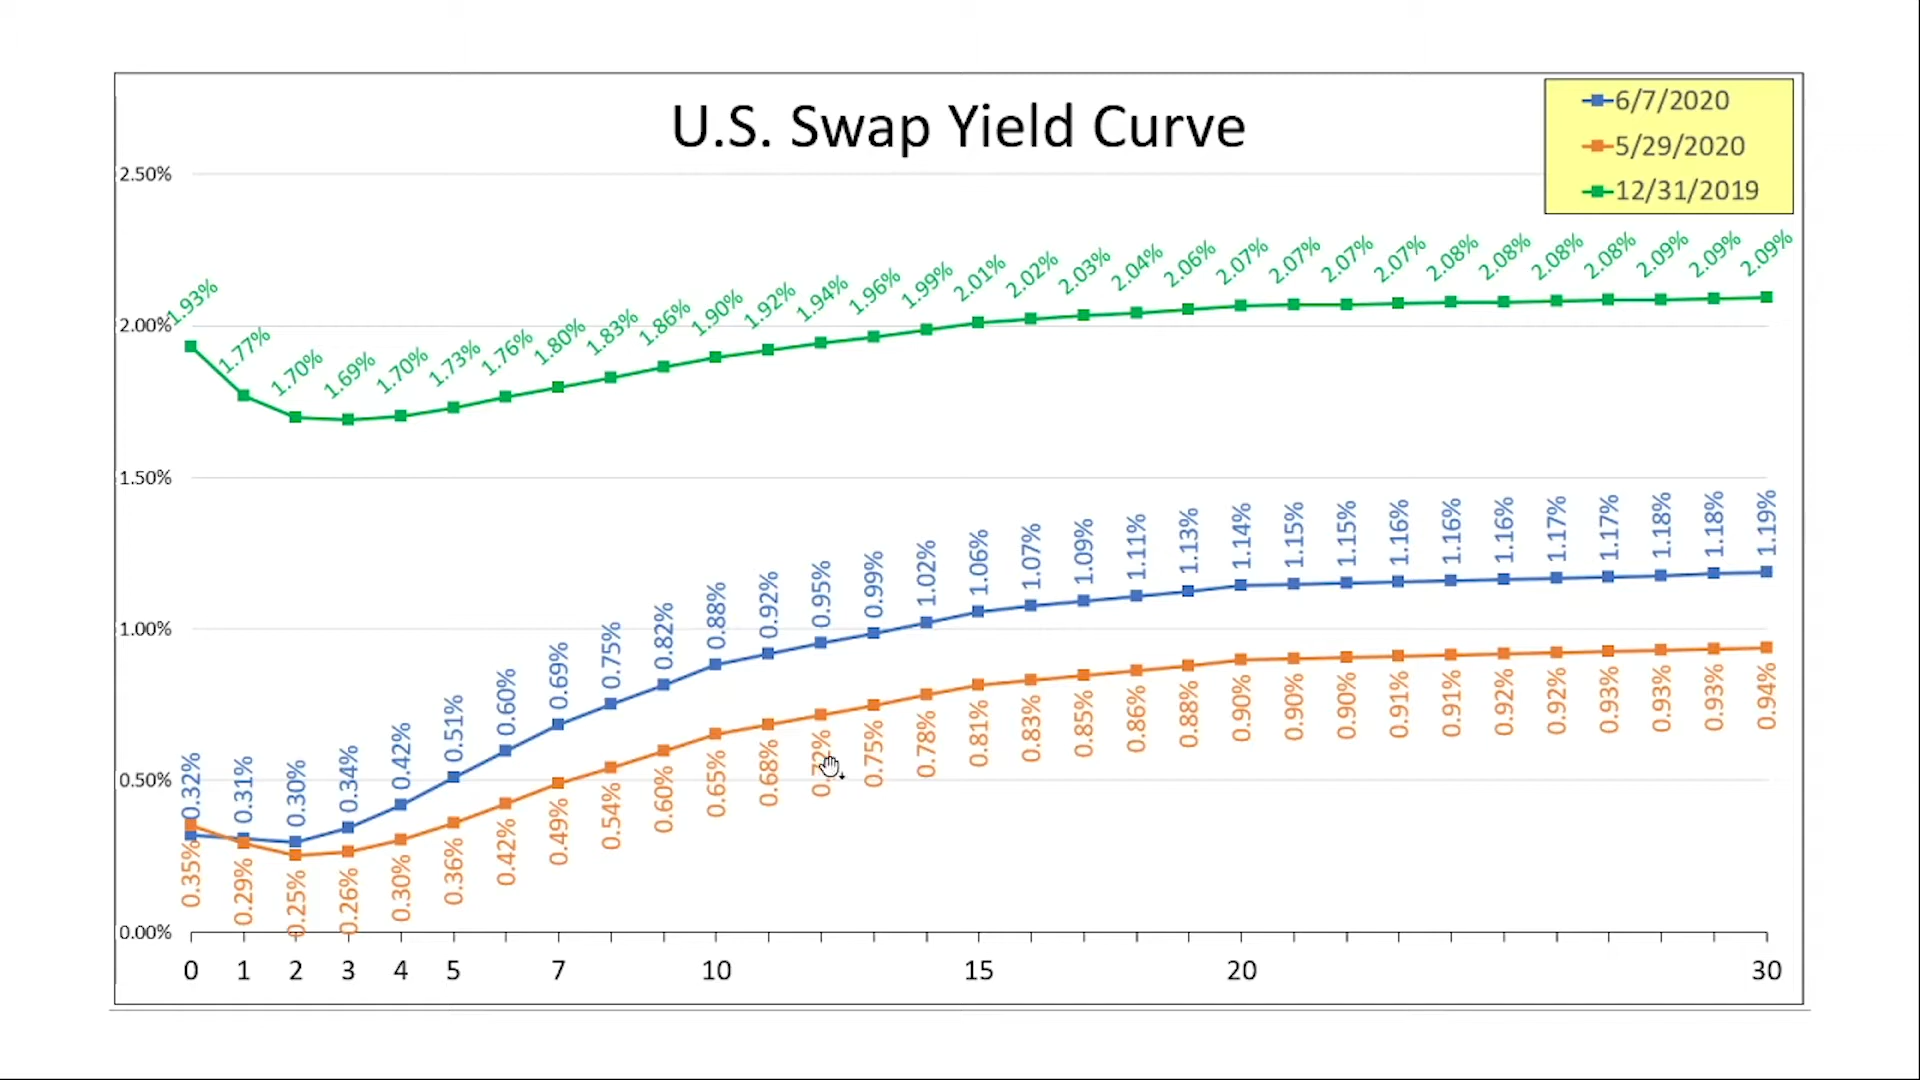 U.S. Swap Yield Curve
6/7/2020
5/29/2020
12/31/2019
2.50%
2.00%
1.50%
1.00%
0.50%
0.00%
1.93% 1.77% 1.70% 1.69% 1.70% 1.73% 1.76% 1.80% 1.83% 1.86% 1.90% 1.92% 1.94% 1.96% 1.99% 2.01% 2.02% 2.03% 2.04% 2.06% 2.07% 2.07% 2.07% 2.07% 2.08% 2.08% 2.08% 2.08% 2.09% 2.09% 2.09%
0.32% 0.31% 0.30% 0.34% 0.42% 0.51% 0.60% 0.69% 0.75% 0.82% 0.88% 0.92% 0.95% 0.99% 1.02% 1.06% 1.07% 1.09% 1.11% 1.13% 1.14% 1.15% 1.15% 1.16% 1.16% 1.16% 1.17% 1.17% 1.18% 1.18% 1.19%
0.35% 0.29% 0.25% 0.26% 0.30% 0.36% 0.42% 0.49% 0.54% 0.60% 0.65% 0.68% 0.72% 0.75% 0.78% 0.81% 0.83% 0.85% 0.86% 0.88% 0.90% 0.90% 0.90% 0.91% 0.91% 0.92% 0.92% 0.93% 0.93% 0.93% 0.94%
0 1 2 3 4 5 7 10 15 20 30